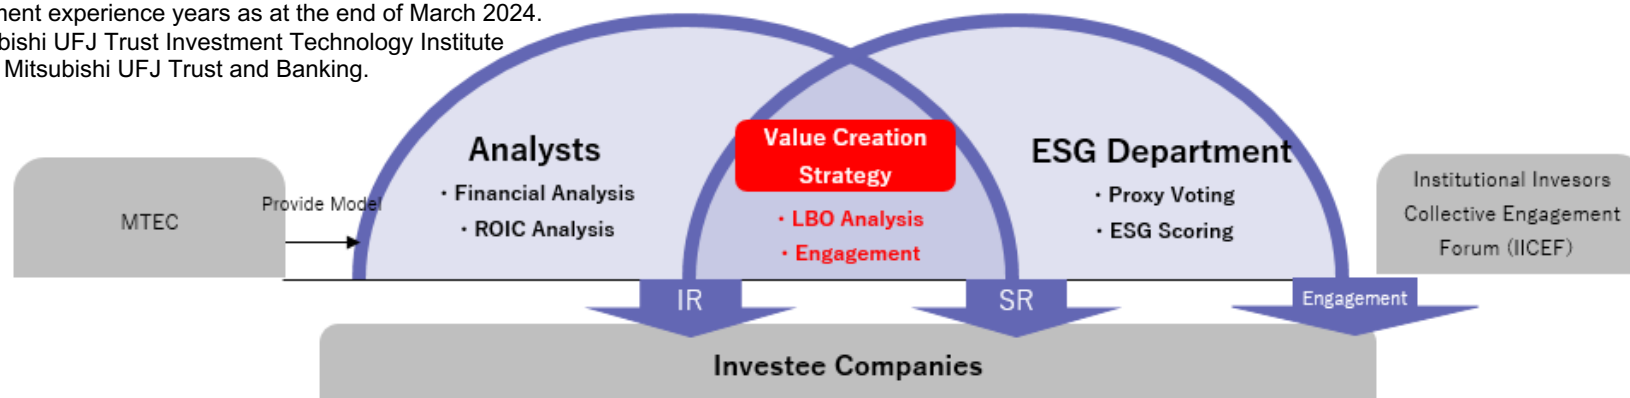 ment experience years as at the end of March 2024.
bishi UFJ Trust Investment Technology Institute
Mitsubishi UFJ Trust and Banking.
MTEC
Provide Model
Analysts
・Financial Analysis
・ROIC Analysis
Value Creation
Strategy
・LBO Analysis
・Engagement
ESG Department
・Proxy Voting
・ESG Scoring
Institutional Invesors
Collective Engagement
Forum (IICEF)
IR
SR
Engagement
Investee Companies